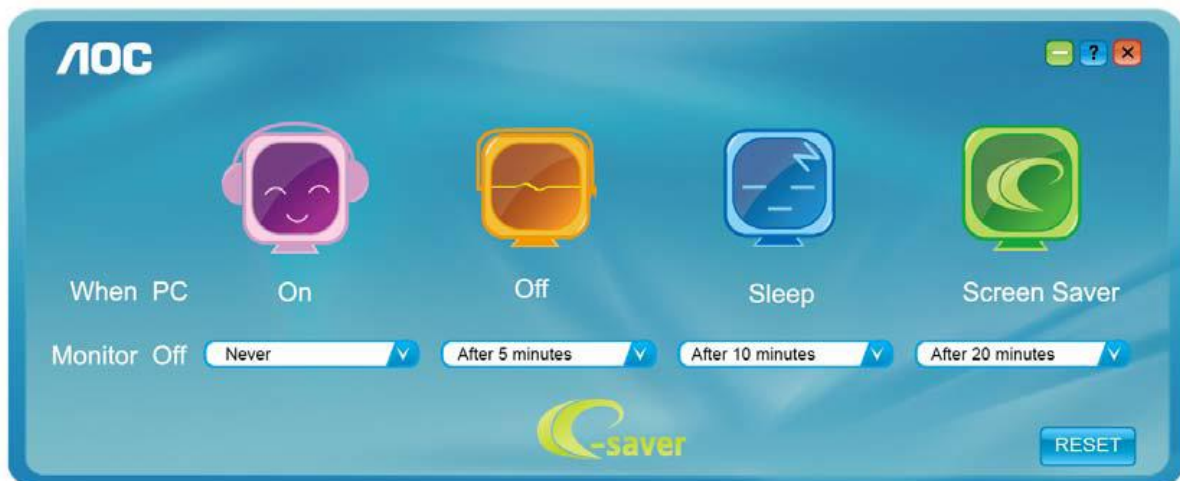 AOC
?
When PC On Off Sleep Screen Saver
Monitor Off Never After 5 minutes After 10 minutes After 20 minutes
e-saver
RESET